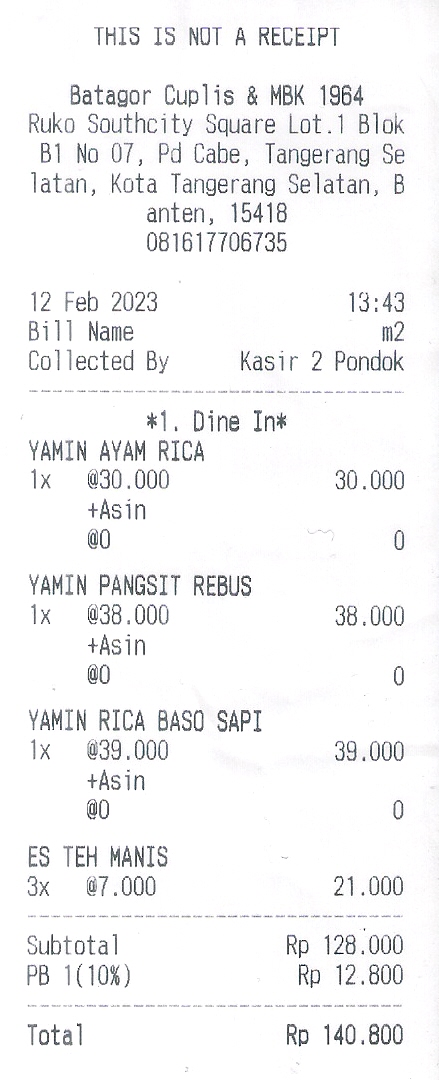 THIS IS NOT A RECEIPT
Batagor Cuplis & MBK 1964
Ruko Southcity Square Lot.1 Blok
B1 No 07, Pd Cabe, Tangerang Se
latan, Kota Tangerang Selatan, B
anten, 15418
081617706735
12 Feb 2023 13:43
Bill Name m2
Collected By Kasir 2 Pondok
*1. Dine In*
YAMIN AYAM RICA
1x @30.000 30.000
+Asin
@0 0
YAMIN PANGSIT REBUS
1x @38.000 38.000
+Asin
@0 0
YAMIN RICA BASO SAPI
1x @39.000 39.000
+Asin
@0 0
ES TEH MANIS
3x @7.000 21.000
Subtotal Rp 128.000
PB 1(10%) Rp 12.800
Total Rp 140.800